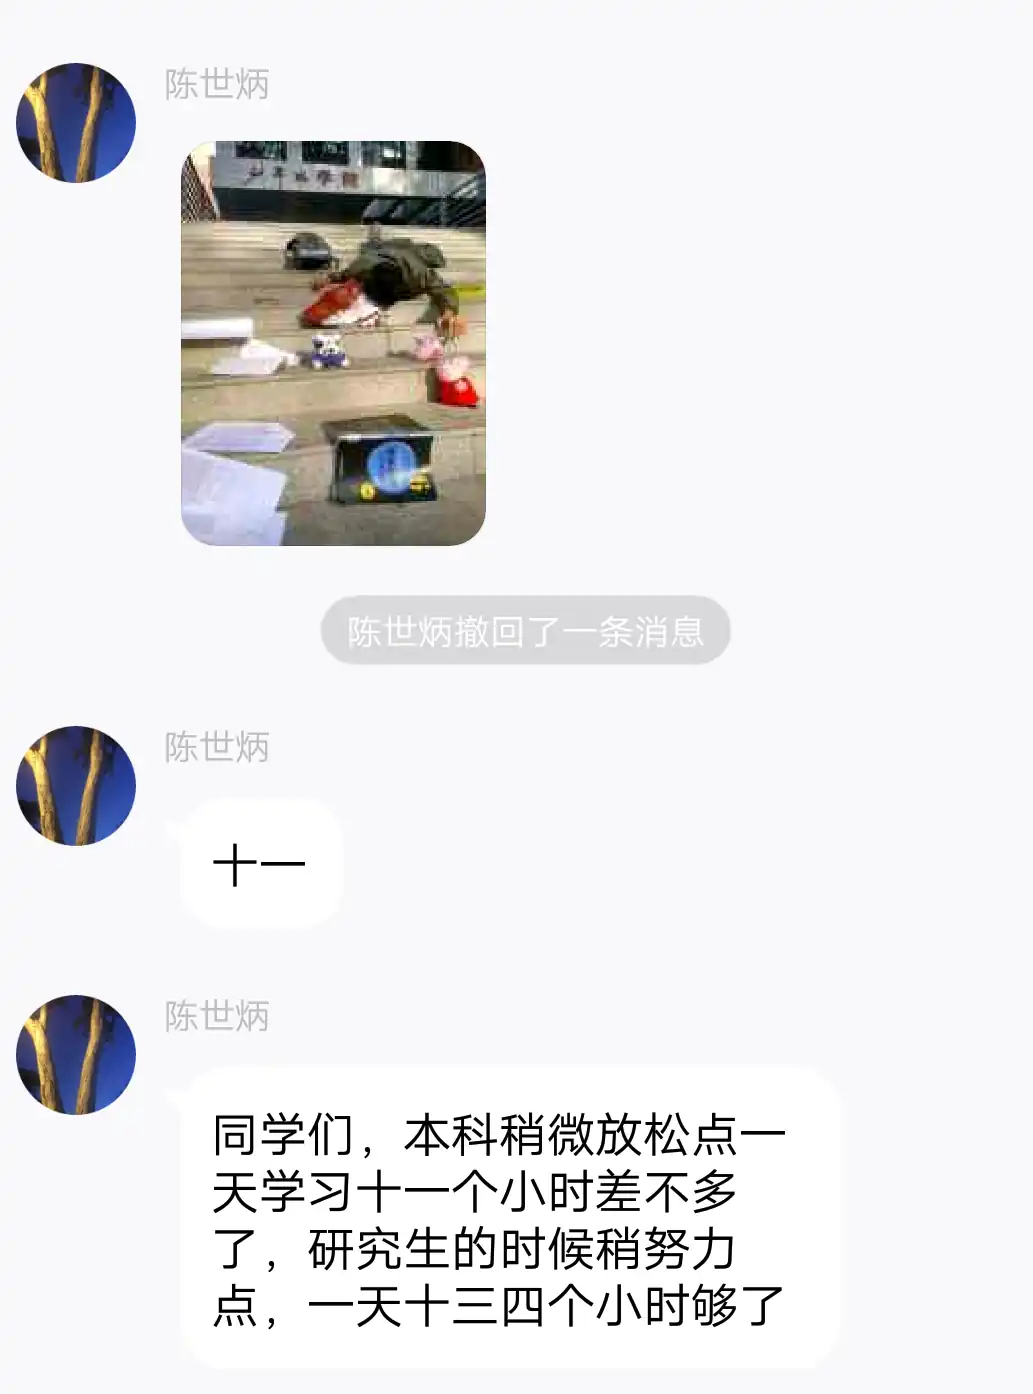 陈世炳
陈世炳撤回了一条消息
陈世炳
十一
陈世炳
同学们，本科稍微放松点一
天学习十一个小时差不多
了，研究生的时候稍努力
点，一天十三四个小时够了